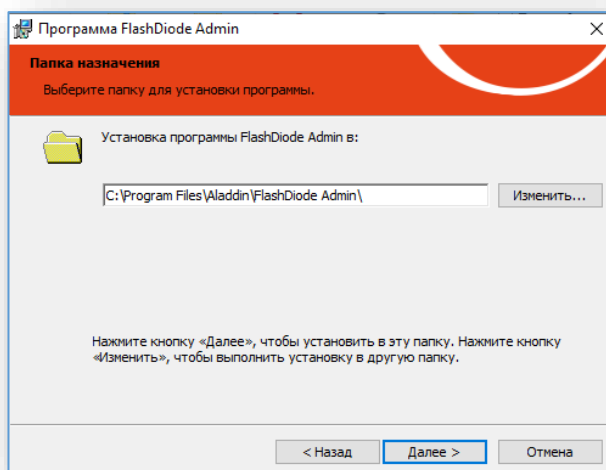 Программа FlashDiode Admin
Папка назначения
Выберите папку для установки программы.
Установка программы FlashDiode Admin в:
C:\Program Files\Aladdin\FlashDiode Admin\
Изменить...
Нажмите кнопку «Далее», чтобы установить в эту папку. Нажмите кнопку
«Изменить», чтобы выполнить установку в другую папку.
< Назад
Далее >
Отмена